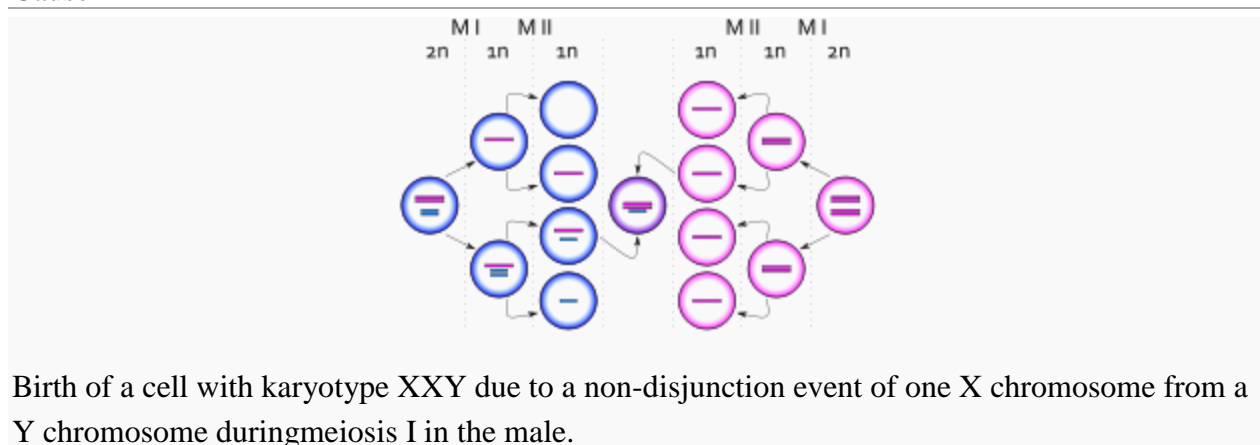 M I M II M II M I
2n 1n 1n 1n 1n 2n
Birth of a cell with karyotype XXY due to a non-disjunction event of one X chromosome from a
Y chromosome duringmeiosis I in the male.